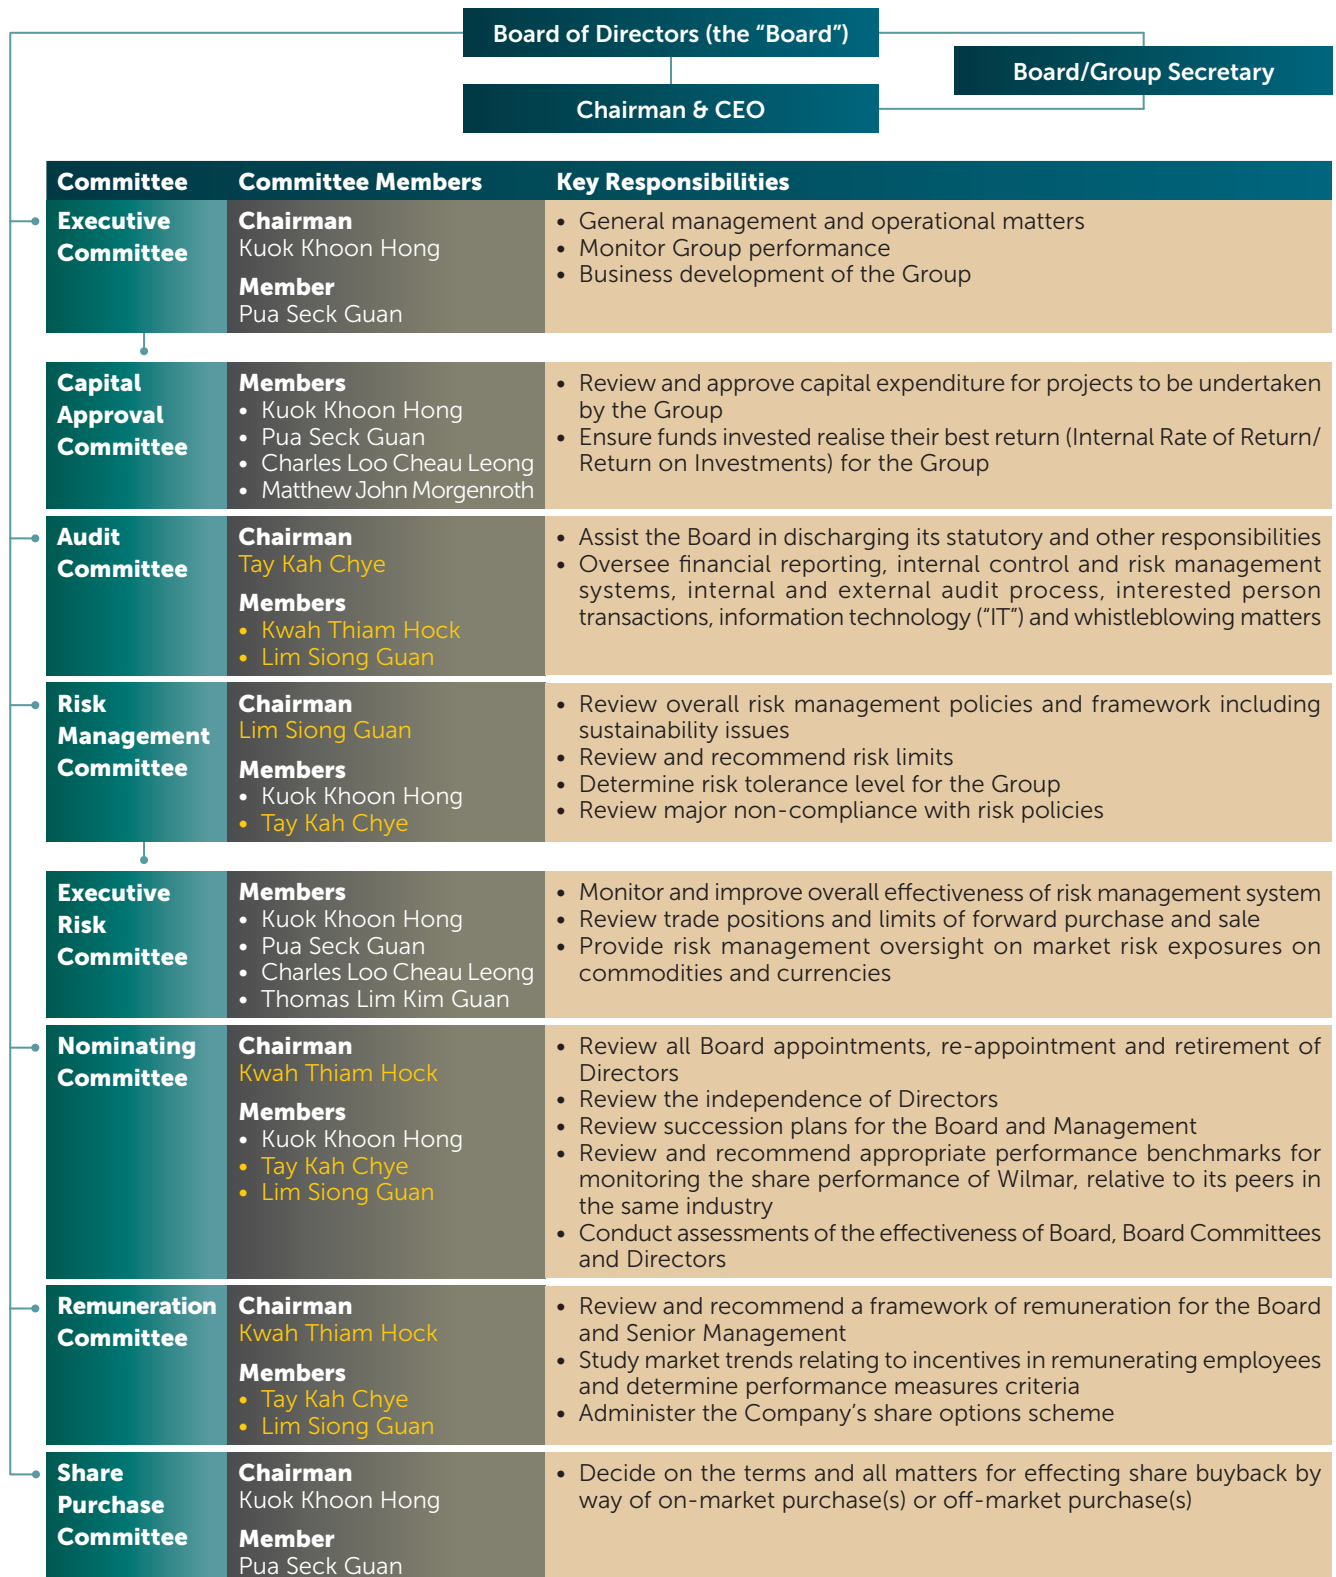 Board of Directors (the “Board”)
Board/Group Secretary
Chairman & CEO
Committee
Committee Members
Key Responsibilities
Executive
Committee
Chairman
Kuok Khoon Hong
Member
Pua Seck Guan
• General management and operational matters
• Monitor Group performance
• Business development of the Group
Capital
Approval
Committee
Members
• Kuok Khoon Hong
• Pua Seck Guan
• Charles Loo Cheau Leong
• Matthew John Morgenroth
• Review and approve capital expenditure for projects to be undertaken
by the Group
• Ensure funds invested realise their best return (Internal Rate of Return/
Return on Investments) for the Group
Audit
Committee
Chairman
Tay Kah Chye
Members
• Kwah Thiam Hock
• Lim Siong Guan
• Assist the Board in discharging its statutory and other responsibilities
• Oversee financial reporting, internal control and risk management
systems, internal and external audit process, interested person
transactions, information technology (“IT”) and whistleblowing matters
Risk
Management
Committee
Chairman
Lim Siong Guan
Members
• Kuok Khoon Hong
• Tay Kah Chye
• Review overall risk management policies and framework including
sustainability issues
• Review and recommend risk limits
• Determine risk tolerance level for the Group
• Review major non-compliance with risk policies
Executive
Risk
Committee
Members
• Kuok Khoon Hong
• Pua Seck Guan
• Charles Loo Cheau Leong
• Thomas Lim Kim Guan
• Monitor and improve overall effectiveness of risk management system
• Review trade positions and limits of forward purchase and sale
• Provide risk management oversight on market risk exposures on
commodities and currencies
Nominating
Committee
Chairman
Kwah Thiam Hock
Members
• Kuok Khoon Hong
• Tay Kah Chye
• Lim Siong Guan
• Review all Board appointments, re-appointment and retirement of
Directors
• Review the independence of Directors
• Review succession plans for the Board and Management
• Review and recommend appropriate performance benchmarks for
monitoring the share performance of Wilmar, relative to its peers in
the same industry
• Conduct assessments of the effectiveness of Board, Board Committees
and Directors
Remuneration
Committee
Chairman
Kwah Thiam Hock
Members
• Tay Kah Chye
• Lim Siong Guan
• Review and recommend a framework of remuneration for the Board
and Senior Management
• Study market trends relating to incentives in remunerating employees
and determine performance measures criteria
• Administer the Company’s share options scheme
Share
Purchase
Committee
Chairman
Kuok Khoon Hong
Member
Pua Seck Guan
• Decide on the terms and all matters for effecting share buyback by
way of on-market purchase(s) or off-market purchase(s)